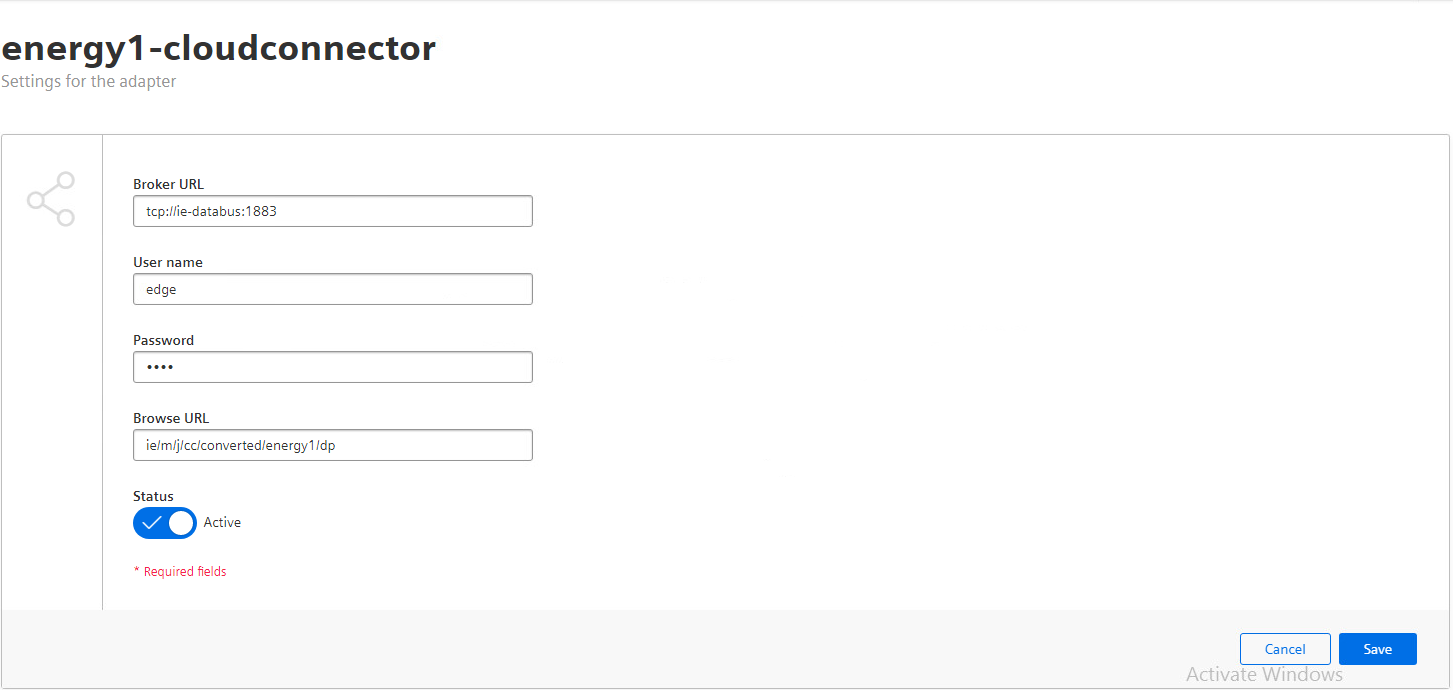 energy1-cloudconnector
Settings for the adapter
Broker URL
tcp://ie-databus:1883
User name
edge
Password
••••
Browse URL
ie/m/j/cc/converted/energy1/dp
Status
Active
* Required fields
Cancel
Save
Activate Windows